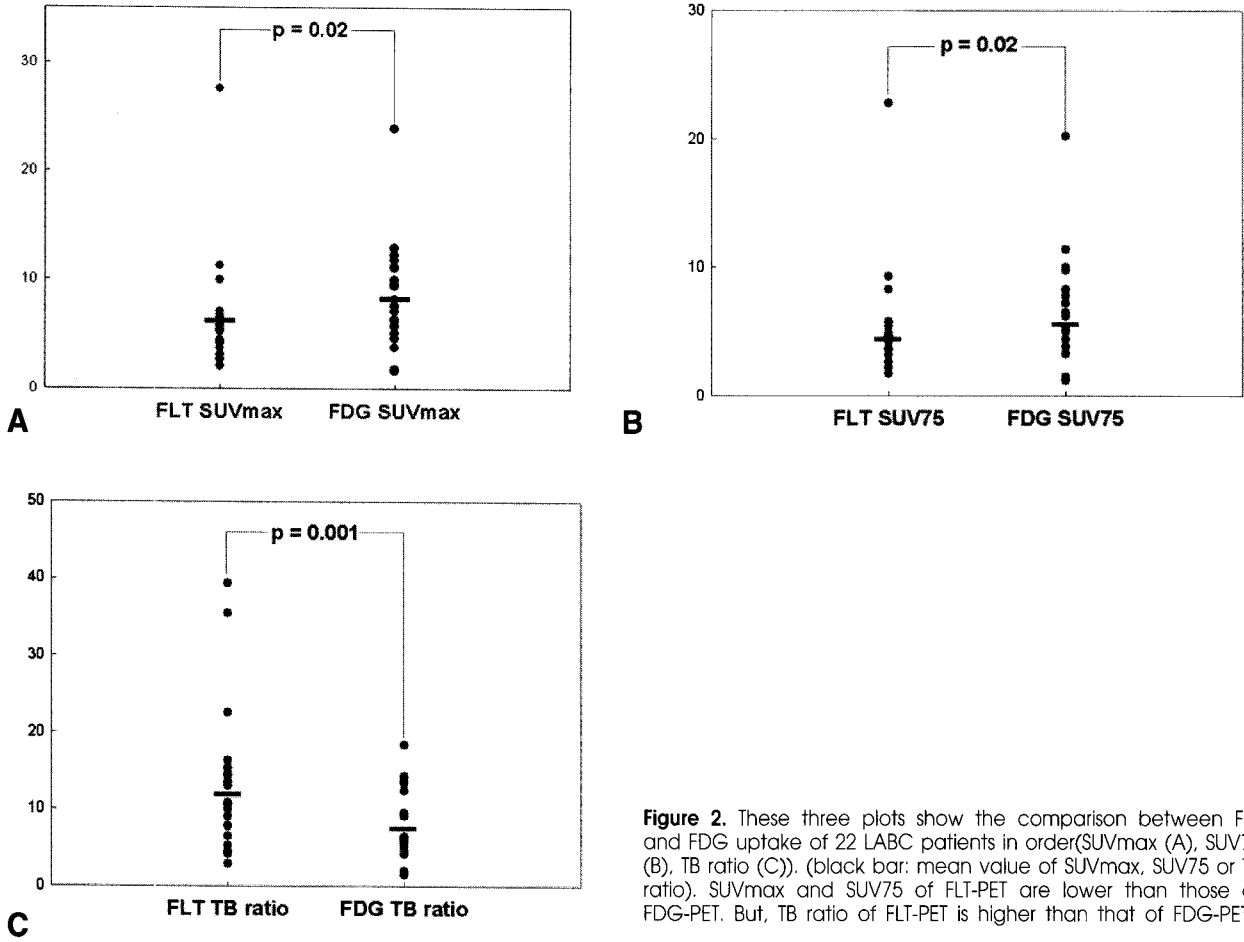 p = 0.02
30
20
10
0
FLT SUVmax FDG SUVmax
A
p = 0.02
30
20
10
0
FLT SUV75 FDG SUV75
B
p = 0.001
50
40
30
20
10
0
FLT TB ratio FDG TB ratio
C
Figure 2. These three plots show the comparison between F
and FDG uptake of 22 LABC patients in order(SUVmax (A), SUV7
(B), TB ratio (C)). (black bar: mean value of SUVmax, SUV75 or T
ratio). SUVmax and SUV75 of FLT-PET are lower than those o
FDG-PET. But, TB ratio of FLT-PET is higher than that of FDG-PET